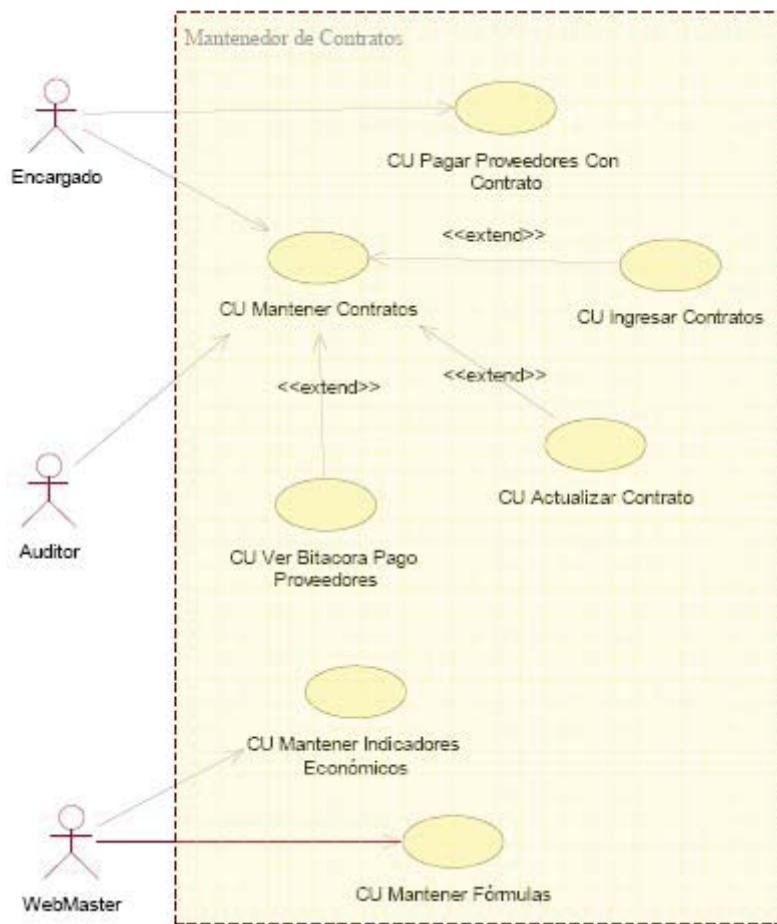 Mantenedor de Contratos
Encargado
CU Pagar Proveedores Con
Contrato
<<extend>>
CU Mantener Contratos
CU Ingresar Contratos
<<extend>>
<<extend>>
CU Actualizar Contrato
Auditor
CU Ver Bitacora Pago
Proveedores
CU Mantener Indicadores
Económicos
WebMaster
CU Mantener Fórmulas